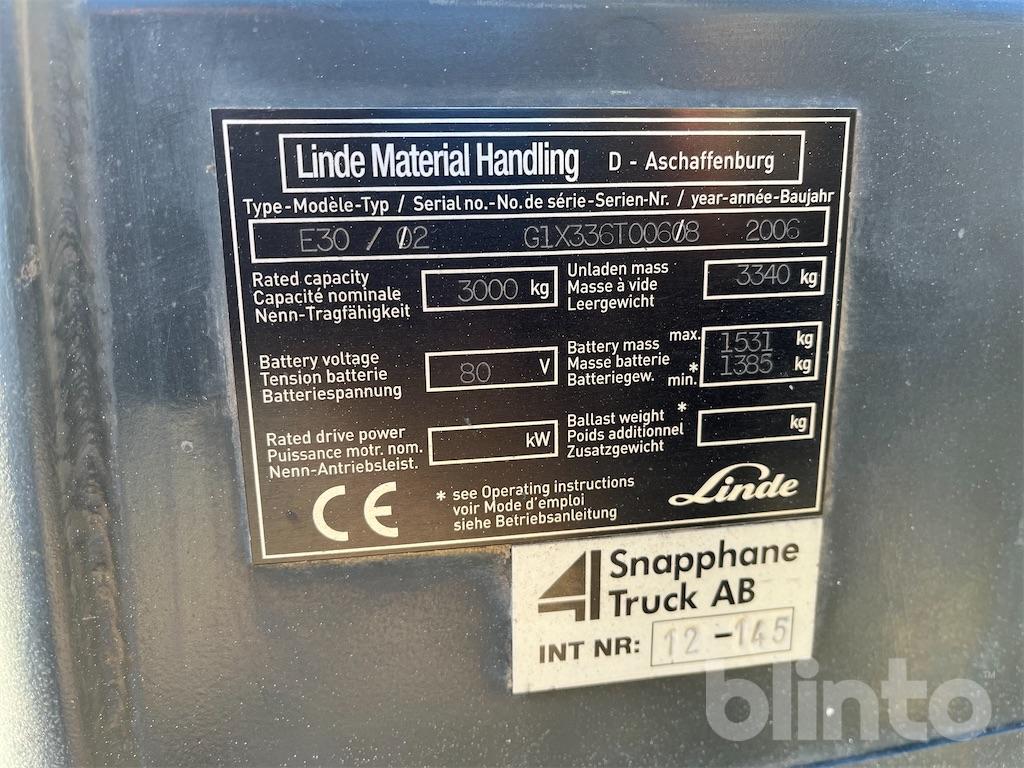 Linde Material Handling D - Aschaffenburg
Type-Modèle-Typ / Serial no.-No. de série-Serien-Nr. / year-année-Baujahr
E30 / 02 G1X336T00608 2006
Rated capacity
Capacité nominale
Nenn-Tragfähigkeit
3000 kg
Unladen mass
Masse à vide
Leergewicht
3340 kg
Battery voltage
Tension batterie
Batteriespannung
80 V
Battery mass
Masse batterie
Batteriegew.
max. 1531 kg
* min. 1385 kg
Rated drive power
Puissance motr. nom.
Nenn-Antriebsleist.
kW
Ballast weight *
Poids additionnel
Zusatzgewicht
kg
CE
* see Operating instructions
voir Mode d'emploi
siehe Betriebsanleitung
Linde
Snapphane
Truck AB
INT NR: 12-145
blinto™